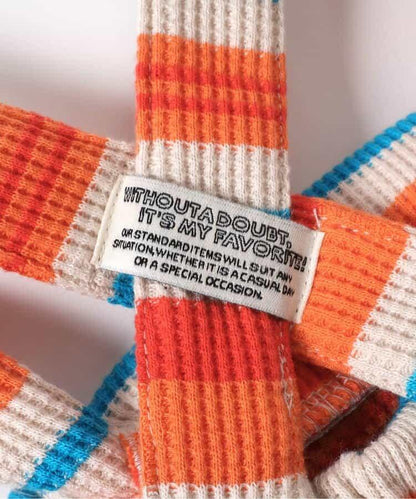 WITHOUT A DOUBT,
IT'S MY FAVORITE!
OUR STANDARD ITEMS WILL SUIT ANY
SITUATION, WHETHER IT IS A CASUAL DAY
OR A SPECIAL OCCASION.